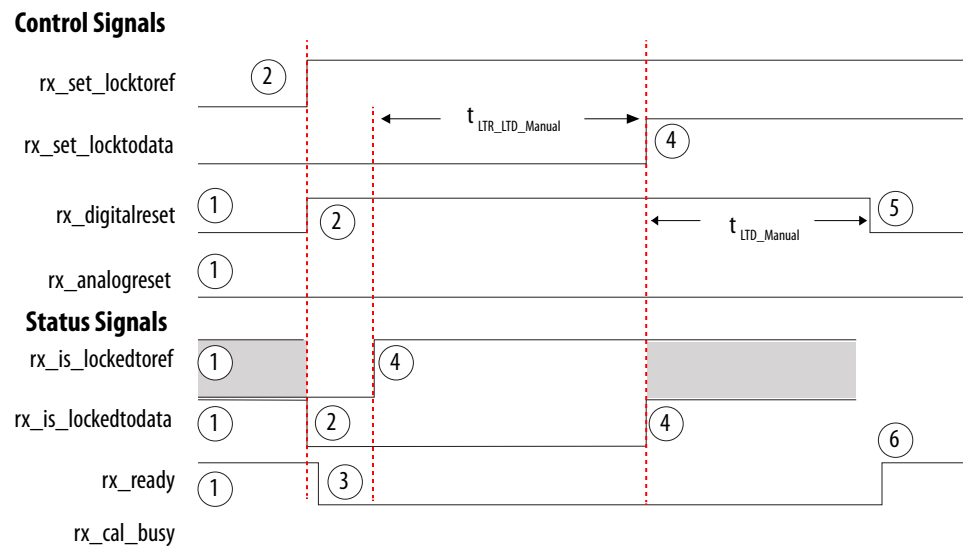 Control Signals
rx_set_locktoref 2
t LTR_LTD_Manual
rx_set_locktodata 4
rx_digitalreset 1 2 5
t LTD_Manual
rx_analogreset 1
Status Signals
rx_is_lockedtoref 1 4
rx_is_lockedtodata 1 2 4
rx_ready 1 3 6
rx_cal_busy